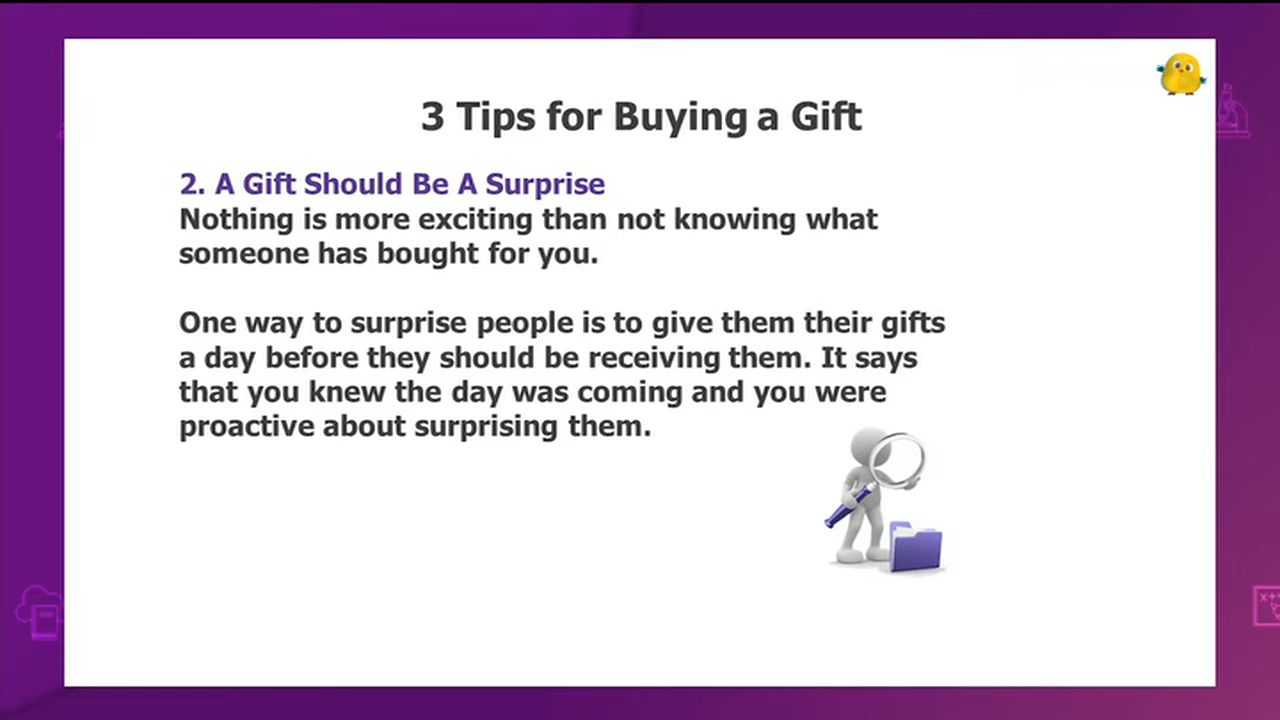 3 Tips for Buying a Gift
2. A Gift Should Be A Surprise
Nothing is more exciting than not knowing what
someone has bought for you.
One way to surprise people is to give them their gifts
a day before they should be receiving them. It says
that you knew the day was coming and you were
proactive about surprising them.